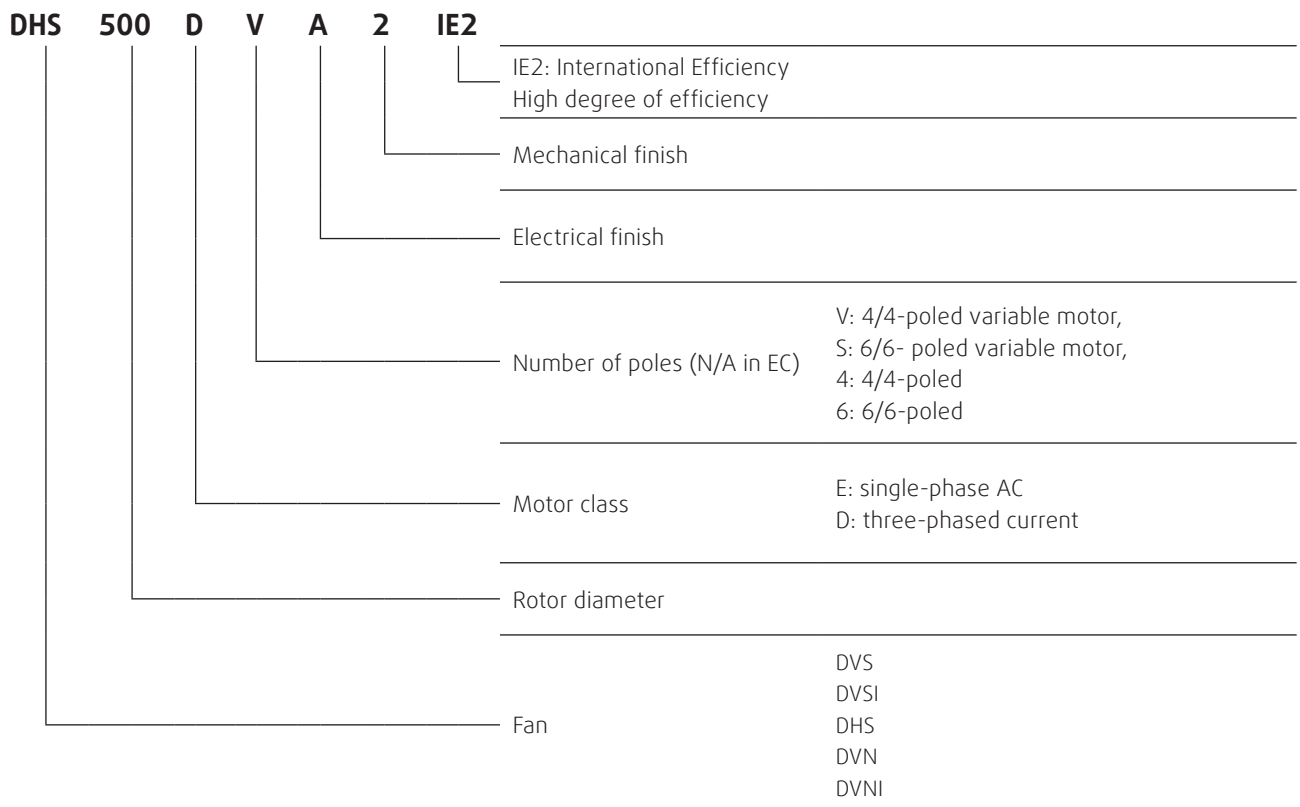 DHS 500 D V A 2 IE2
IE2: International Efficiency
High degree of efficiency
Mechanical finish
Electrical finish
Number of poles (N/A in EC)
V: 4/4-poled variable motor,
S: 6/6- poled variable motor,
4: 4/4-poled
6: 6/6-poled
Motor class
E: single-phase AC
D: three-phased current
Rotor diameter
Fan
DVS
DVSI
DHS
DVN
DVNI